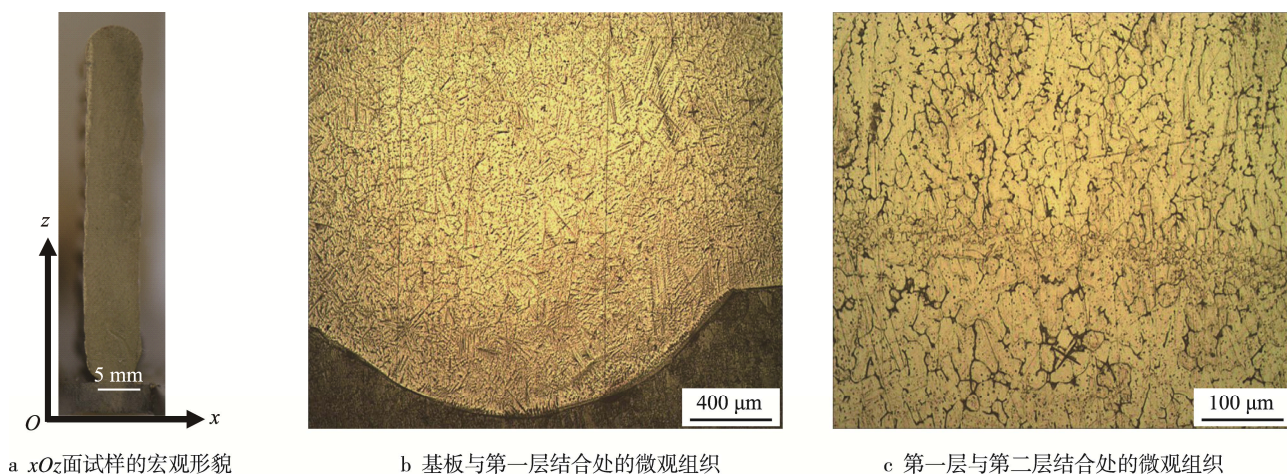 z
5 mm
O
x
400 μm
100 μm
a xOz面试样的宏观形貌
b 基板与第一层结合处的微观组织
c 第一层与第二层结合处的微观组织